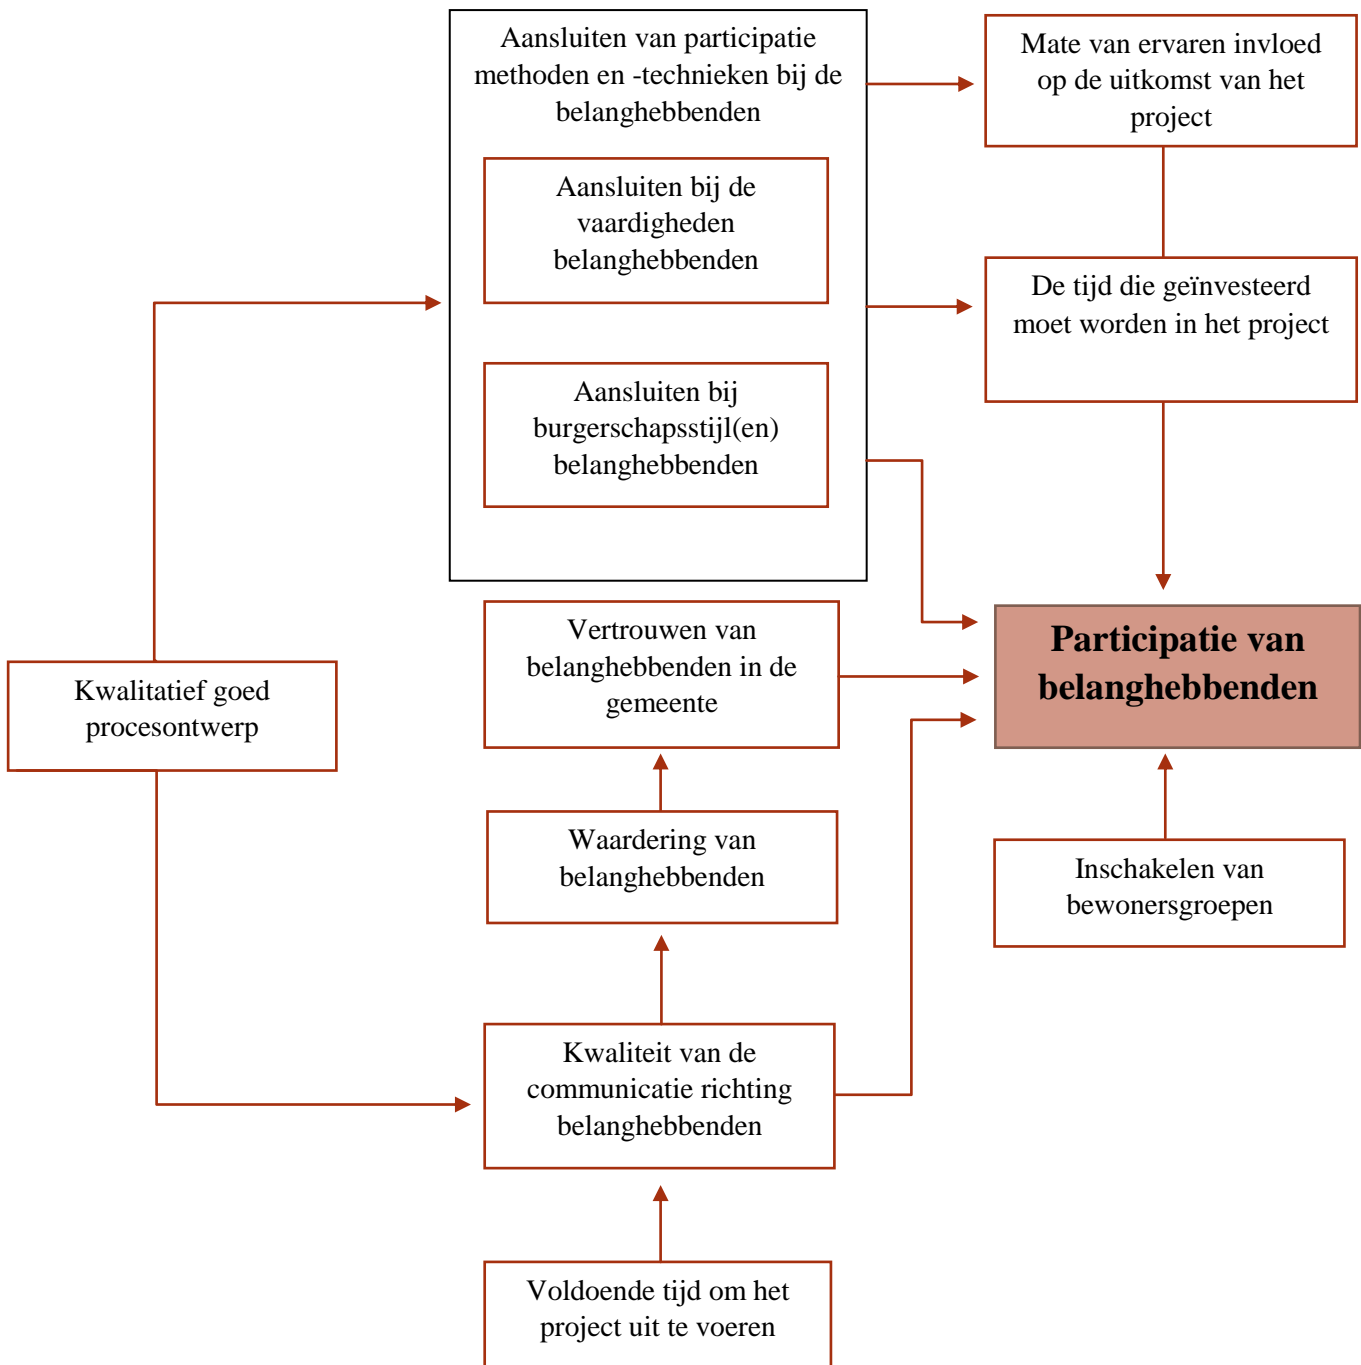 Aansluiten van participatie
methoden en -technieken bij de
belanghebbenden
Aansluiten bij de
vaardigheden
belanghebbenden
Aansluiten bij
burgerschapsstijl(en)
belanghebbenden
Mate van ervaren invloed
op de uitkomst van het
project
De tijd die geïnvesteerd
moet worden in het project
Kwalitatief goed
procesontwerp
Vertrouwen van
belanghebbenden in de
gemeente
Participatie van
belanghebbenden
Waardering van
belanghebbenden
Inschakelen van
bewonersgroepen
Kwaliteit van de
communicatie richting
belanghebbenden
Voldoende tijd om het
project uit te voeren